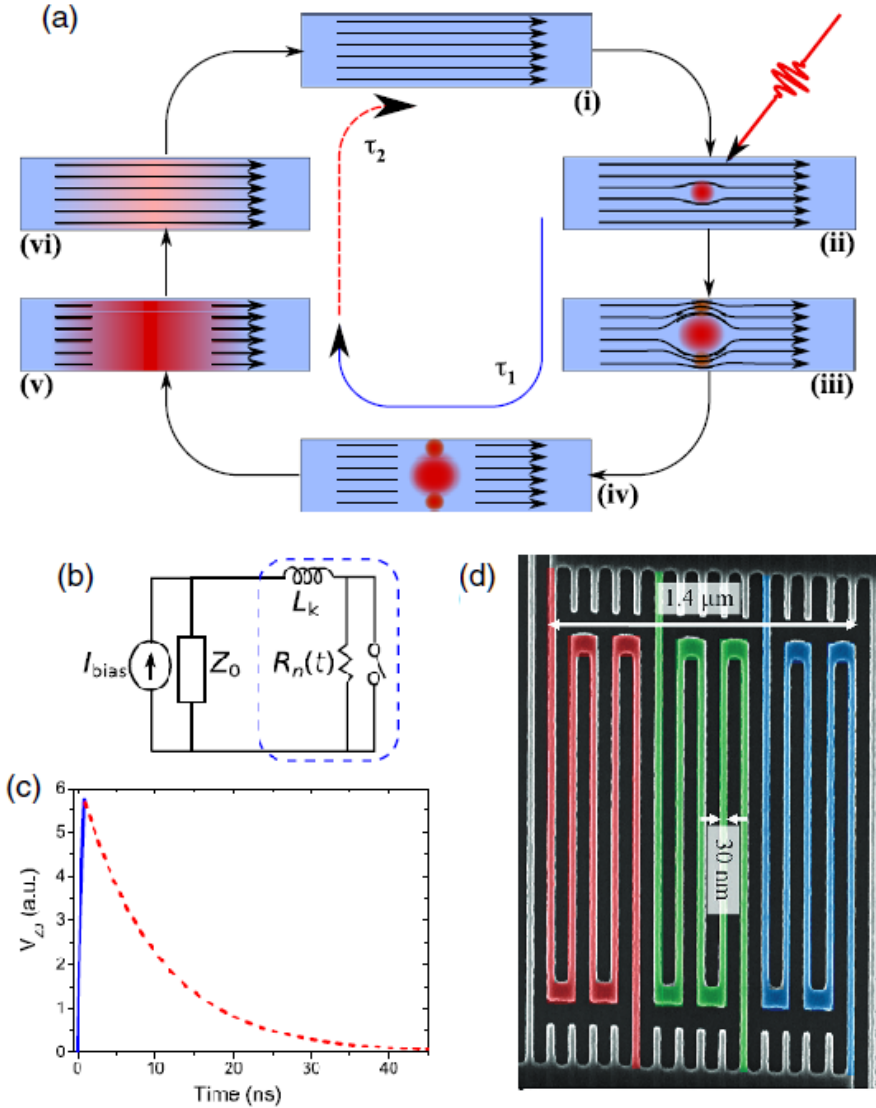 (a)
(i)
τ2
(vi)
(ii)
(v)
τ1
(iii)
(iv)
(b)
Lk
Ibias
Z0
Rn(t)
(c)
6
5
4
3
2
1
0
VZ0 (a.u.)
0 10 20 30 40
Time (ns)
(d)
1.4 μm
30 nm